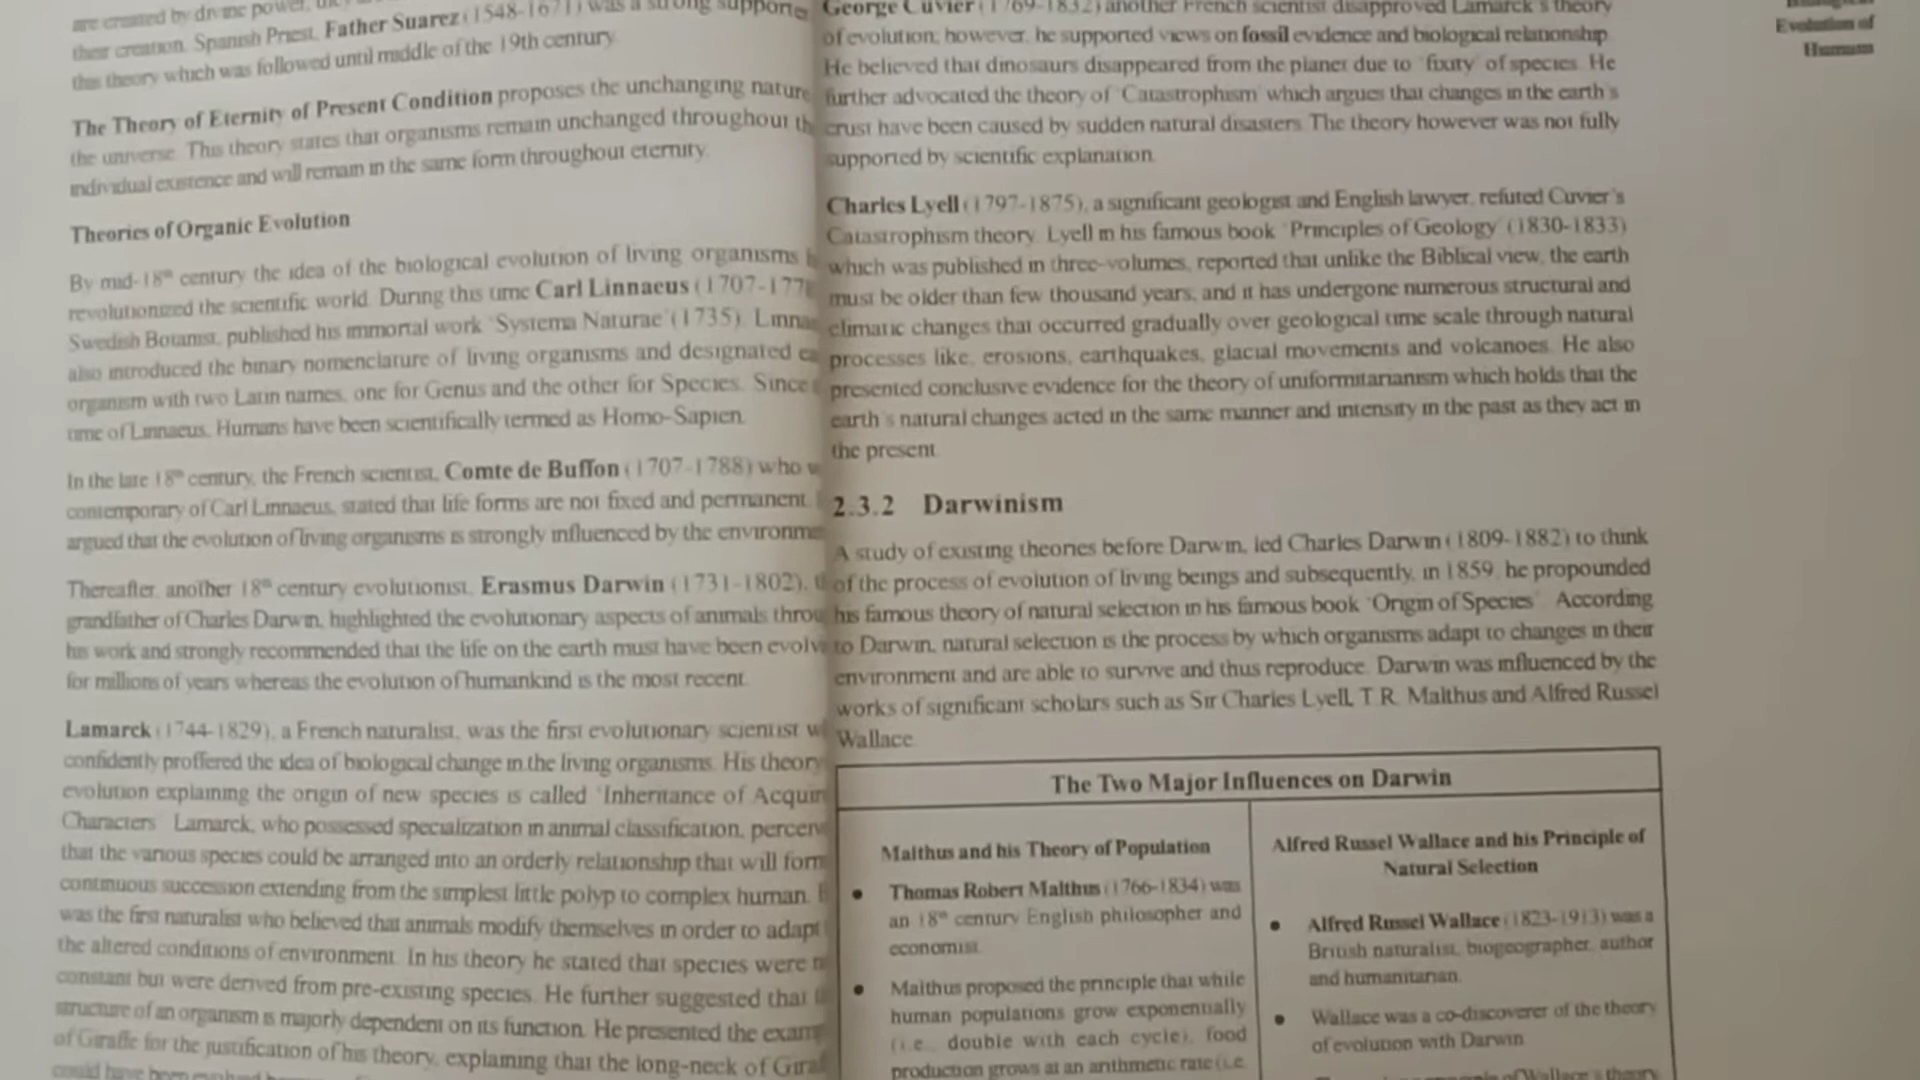 are created by divine power,
their creation. Spanish Priest, Father Suarez (1548-1671) was a strong supporte
this theory which was followed until middle of the 19th century.
The Theory of Eternity of Present Condition proposes the unchanging nature
the universe. This theory states that organisms remain unchanged throughout th
individual existence and will remain in the same form throughout eternity.
Theories of Organic Evolution
By mid-18th century the idea of the biological evolution of living organisms
revolutionized the scientific world. During this time Carl Linnaeus (1707-177
Swedish Botanist, published his immortal work 'Systema Naturae' (1735). Linna
also introduced the binary nomenclature of living organisms and designated ea
organism with two Latin names, one for Genus and the other for Species. Since
time of Linnaeus, Humans have been scientifically termed as Homo-Sapien.
In the late 18th century, the French scientist, Comte de Buffon (1707-1788) who w
contemporary of Carl Linnaeus, stated that life forms are not fixed and permanent.
argued that the evolution of living organisms is strongly influenced by the environme
Thereafter, another 18th century evolutionist, Erasmus Darwin (1731-1802), t
grandfather of Charles Darwin, highlighted the evolutionary aspects of animals throu
his work and strongly recommended that the life on the earth must have been evolv
for millions of years whereas the evolution of humankind is the most recent.
Lamarck (1744-1829), a French naturalist, was the first evolutionary scientist w
confidently proffered the idea of biological change in the living organisms. His theory
evolution explaining the origin of new species is called 'Inheritance of Acquir
Characters'. Lamarck, who possessed specialization in animal classification, perceiv
that the various species could be arranged into an orderly relationship that will form
continuous succession extending from the simplest little polyp to complex human.
was the first naturalist who believed that animals modify themselves in order to adapt
the altered conditions of environment. In his theory he stated that species were n
constant but were derived from pre-existing species. He further suggested that
structure of an organism is majorly dependent on its function. He presented the exam
of Giraffe for the justification of his theory, explaining that the long-neck of Giraf
could have been evolved
George Cuvier (1769-1832) another French scientist disapproved Lamarck's theory
of evolution; however, he supported views on fossil evidence and biological relationship.
He believed that dinosaurs disappeared from the planet due to 'fixity' of species. He
further advocated the theory of 'Catastrophism' which argues that changes in the earth's
crust have been caused by sudden natural disasters. The theory however was not fully
supported by scientific explanation.
Charles Lyell (1797-1875), a significant geologist and English lawyer, refuted Cuvier's
Catastrophism theory. Lyell in his famous book 'Principles of Geology' (1830-1833)
which was published in three-volumes, reported that unlike the Biblical view, the earth
must be older than few thousand years, and it has undergone numerous structural and
climatic changes that occurred gradually over geological time scale through natural
processes like, erosions, earthquakes, glacial movements and volcanoes. He also
presented conclusive evidence for the theory of uniformitarianism which holds that the
earth's natural changes acted in the same manner and intensity in the past as they act in
the present.
2.3.2 Darwinism
A study of existing theories before Darwin, led Charles Darwin (1809-1882) to think
of the process of evolution of living beings and subsequently, in 1859, he propounded
his famous theory of natural selection in his famous book 'Origin of Species'. According
to Darwin, natural selection is the process by which organisms adapt to changes in their
environment and are able to survive and thus reproduce. Darwin was influenced by the
works of significant scholars such as Sir Charles Lyell, T.R. Malthus and Alfred Russel
Wallace.
The Two Major Influences on Darwin
Malthus and his Theory of Population
Thomas Robert Malthus (1766-1834) was
an 18th century English philosopher and
economist.
Malthus proposed the principle that while
human populations grow exponentially
(i.e., double with each cycle), food
production grows at an arithmetic rate (i.e.
Alfred Russel Wallace and his Principle of
Natural Selection
Alfred Russel Wallace (1823-1913) was a
British naturalist, biogeographer, author
and humanitarian.
Wallace was a co-discoverer of the theory
of evolution with Darwin.
of Wallace's theory
Evolution of
Humans